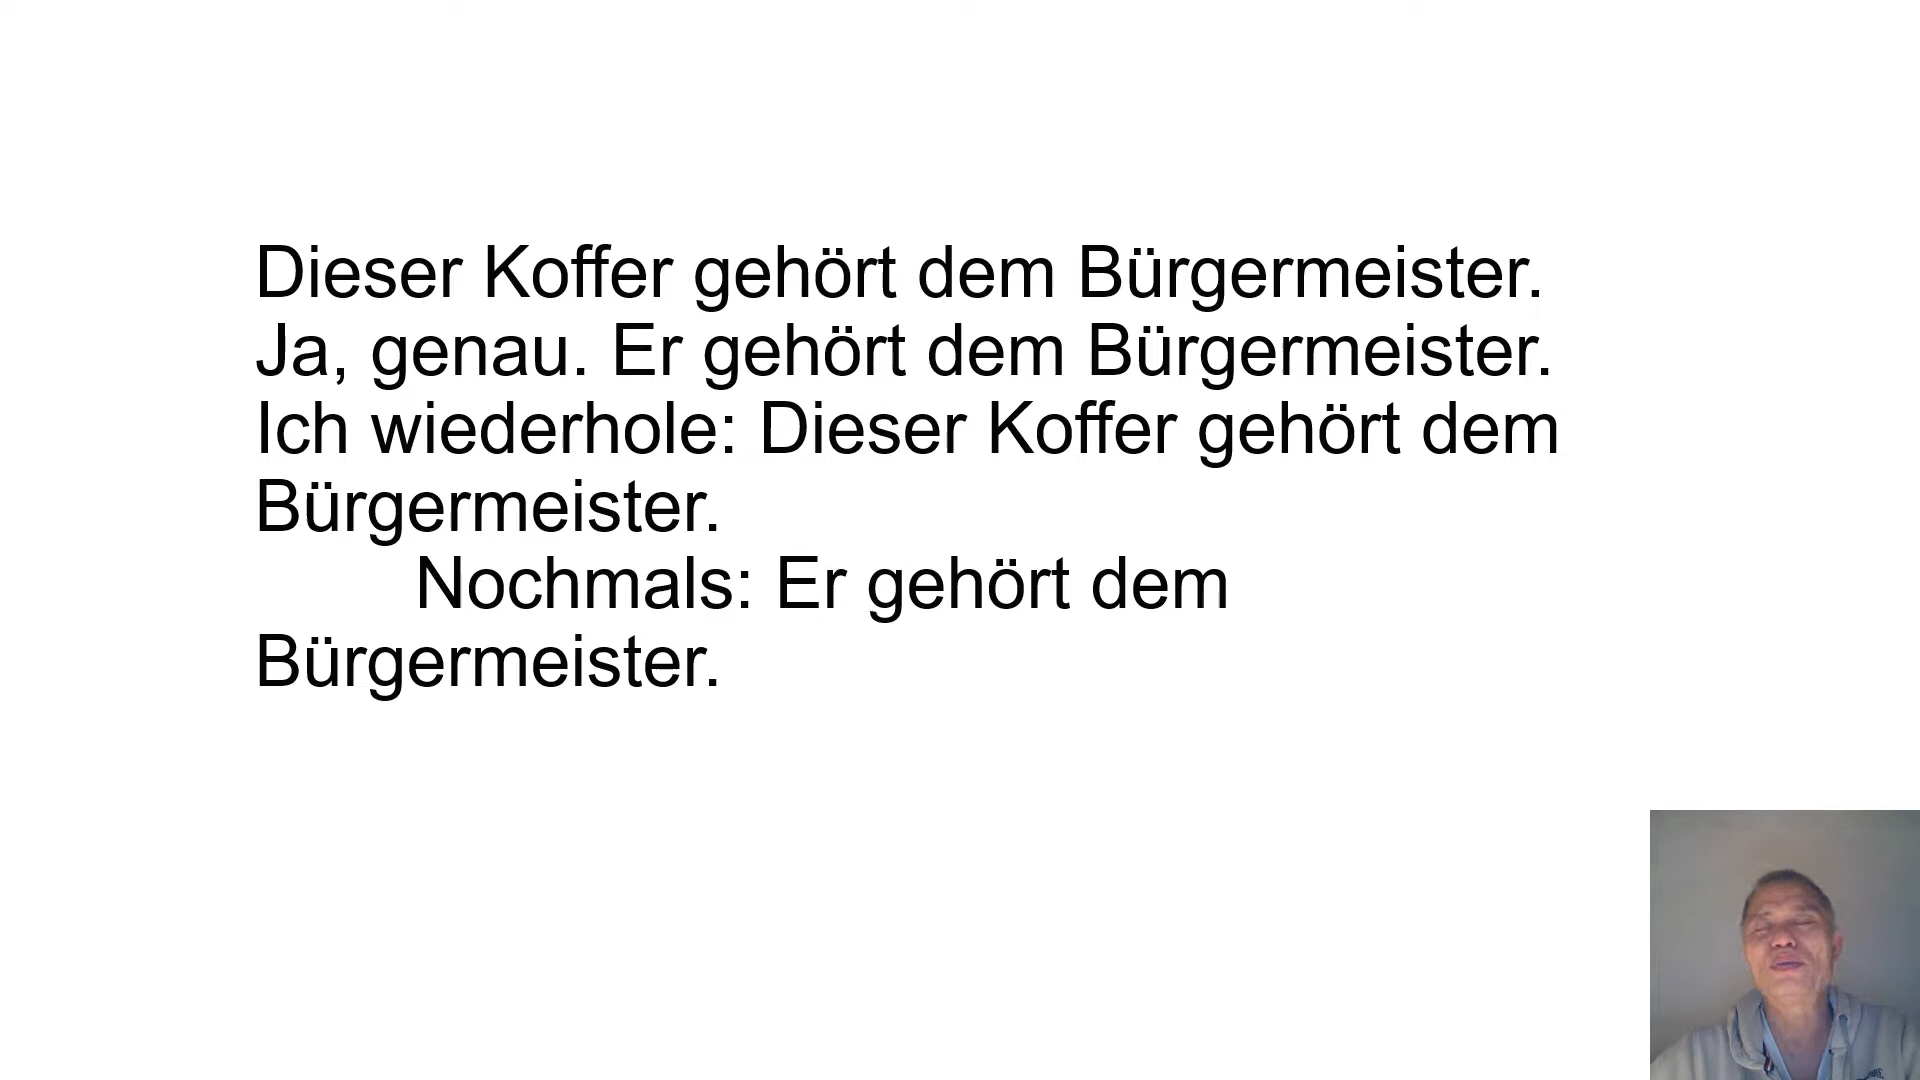 Dieser Koffer gehört dem Bürgermeister.
Ja, genau. Er gehört dem Bürgermeister.
Ich wiederhole: Dieser Koffer gehört dem
Bürgermeister.
Nochmals: Er gehört dem
Bürgermeister.